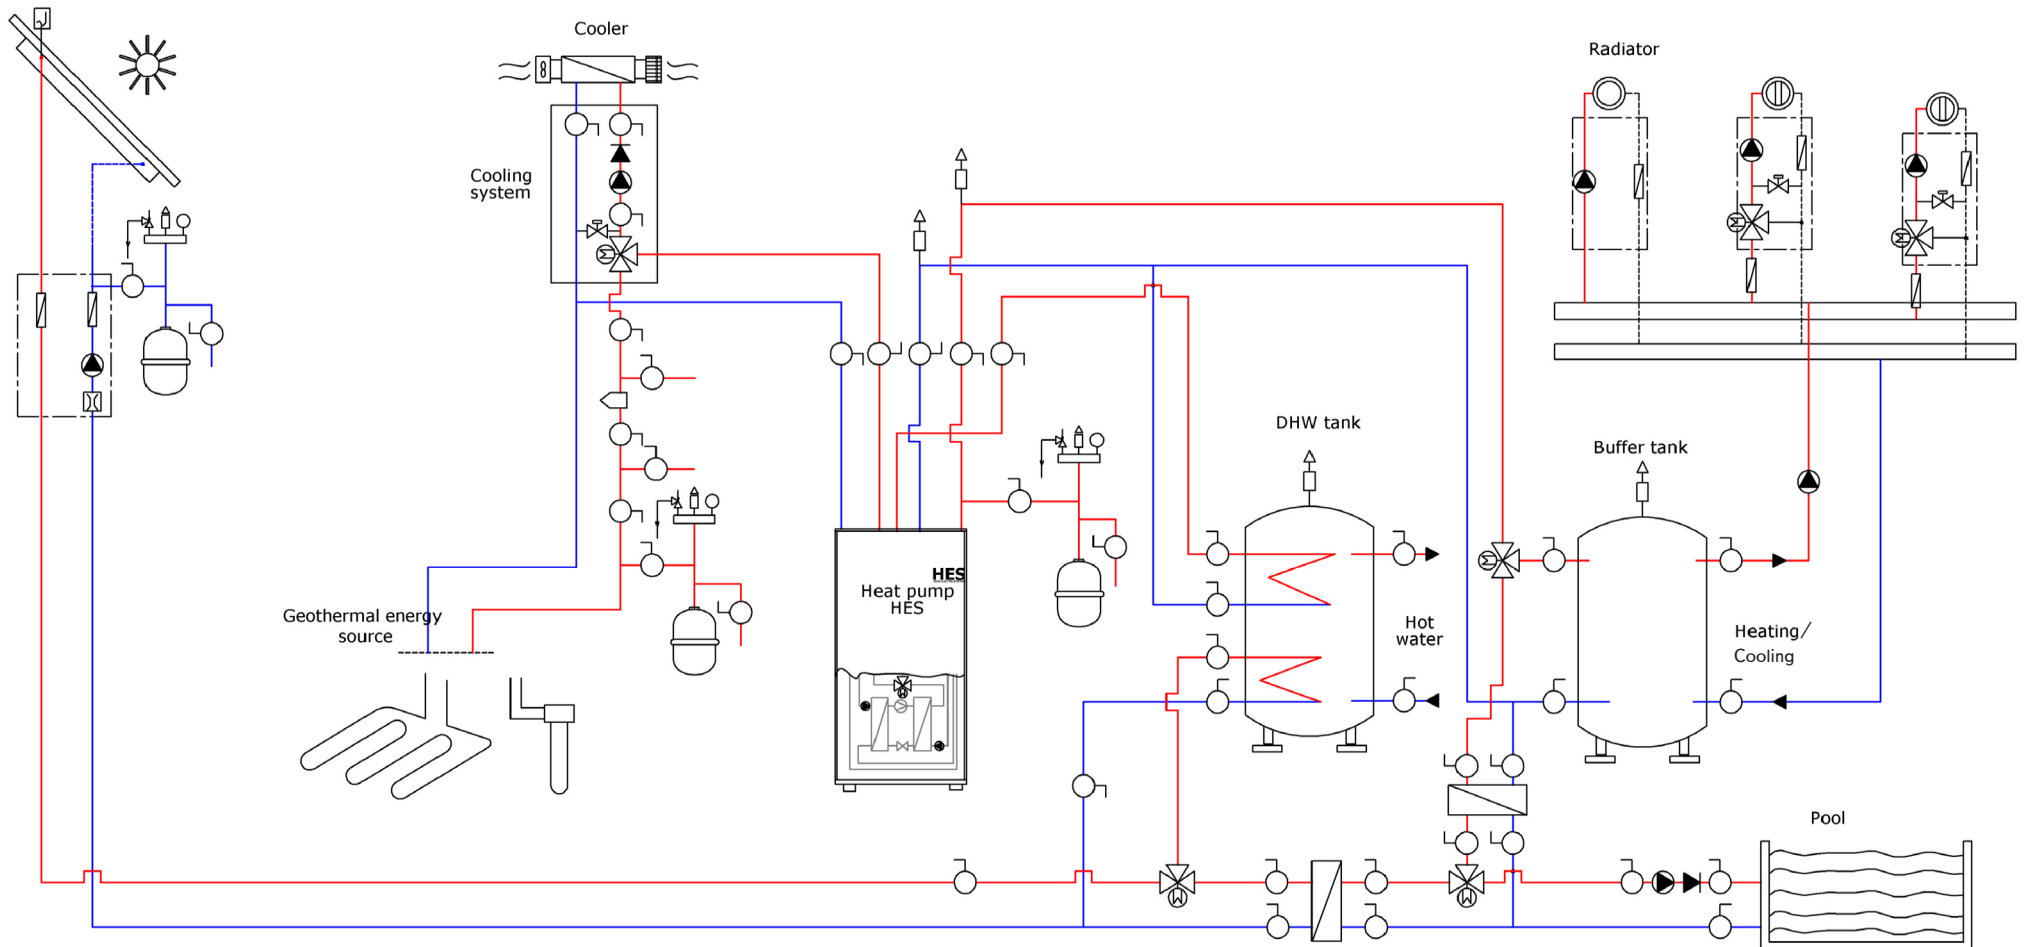 Cooler
Radiator
Cooling
system
DHW tank
Buffer tank
HES
Heat pump
HES
Geothermal energy
source
Hot
water
Heating/
Cooling
Pool